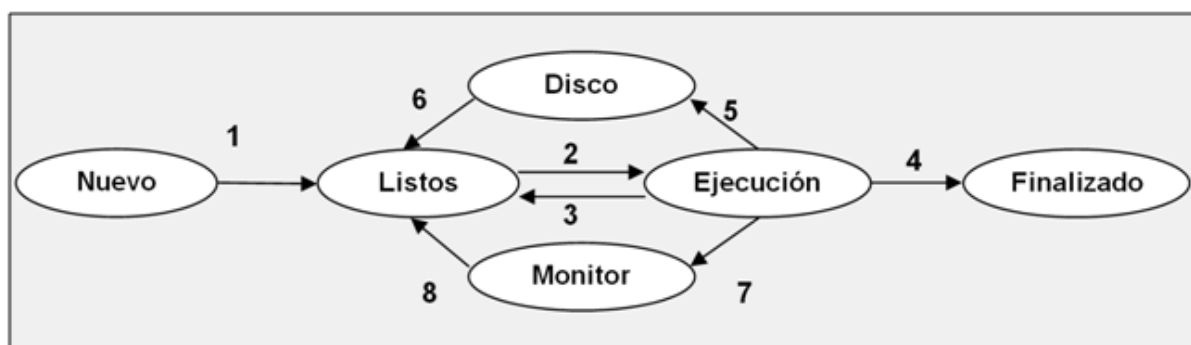 Disco
6
5
1
2
4
Nuevo
Listos
Ejecución
Finalizado
3
Monitor
8
7